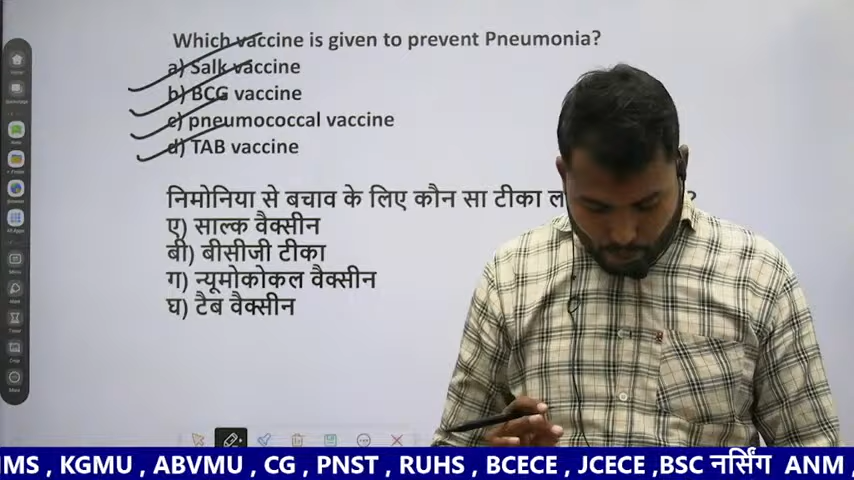 Which vaccine is given to prevent Pneumonia?
a) Salk vaccine
b) BCG vaccine
c) pneumococcal vaccine
d) TAB vaccine
निमोनिया से बचाव के लिए कौन सा टीका ?
ए) साल्क वैक्सीन
बी) बीसीजी टीका
ग) न्यूमोकोकल वैक्सीन
घ) टैब वैक्सीन
, KGMU , ABVMU , CG , PNST , RUHS , BCECE , JCECE ,BSC नर्सिंग ANM ,